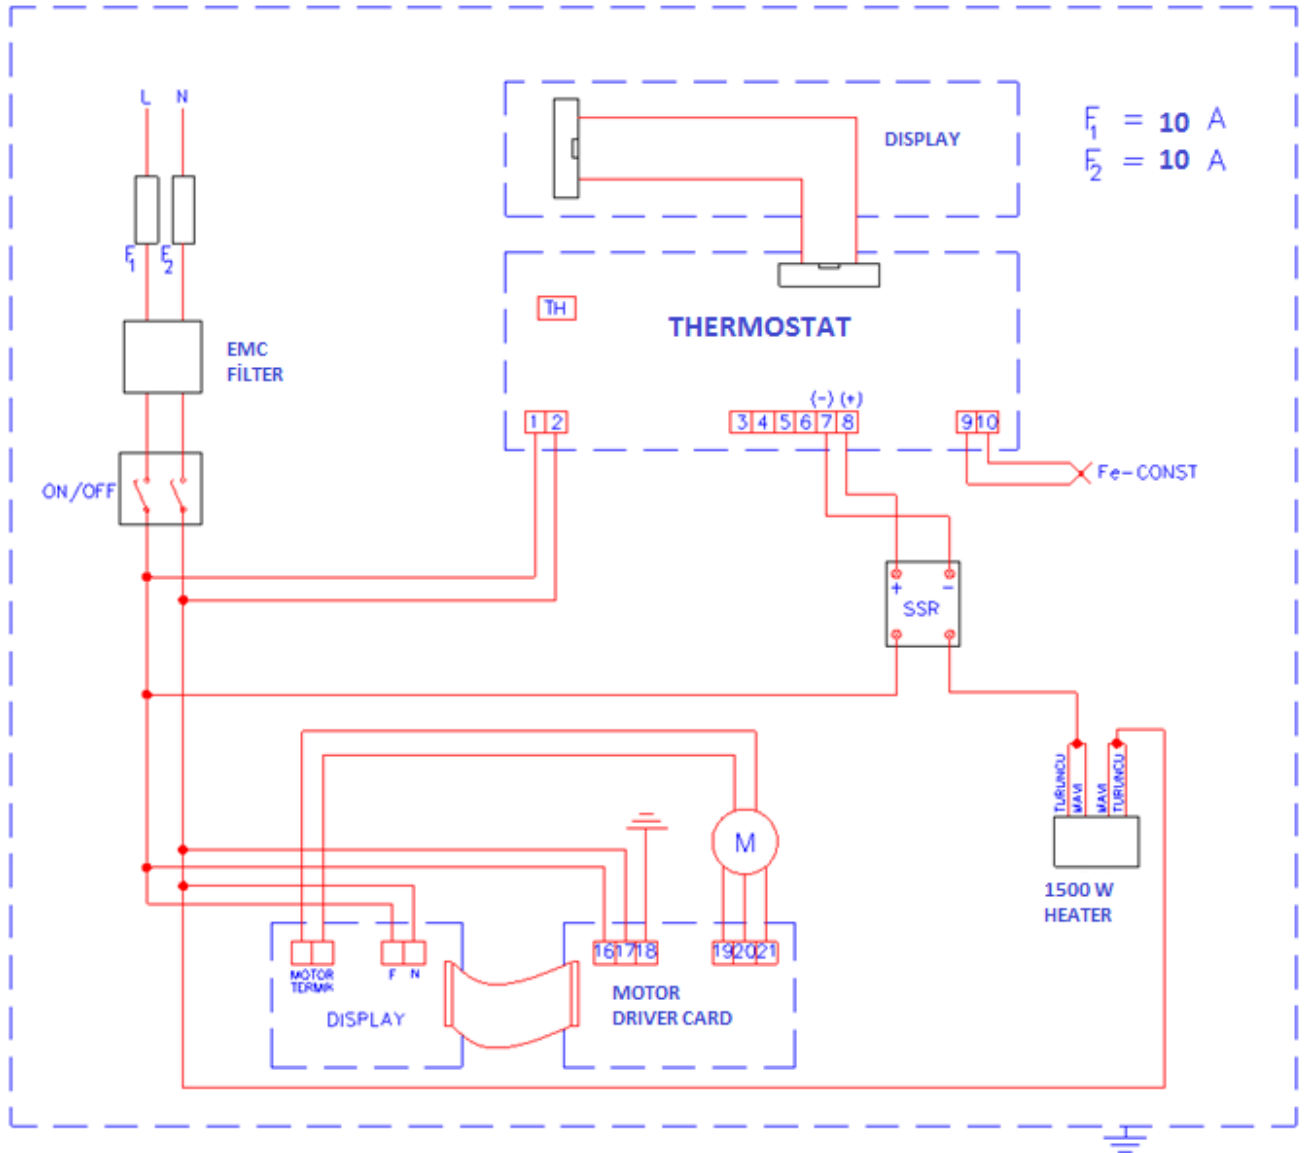 L N
DISPLAY
F1 = 10 A
F2 = 10 A
F1 F2
TH
THERMOSTAT
EMC
FİLTER
(-) (+)
1 2
3 4 5 6 7 8
9 10
Fe-CONST
ON/OFF
+ -
SSR
TURUNCU MAVI MAVI TURUNCU
M
1500 W
HEATER
16 17 18
19 20 21
MOTOR
TERMIK
F N
DISPLAY
MOTOR
DRIVER CARD